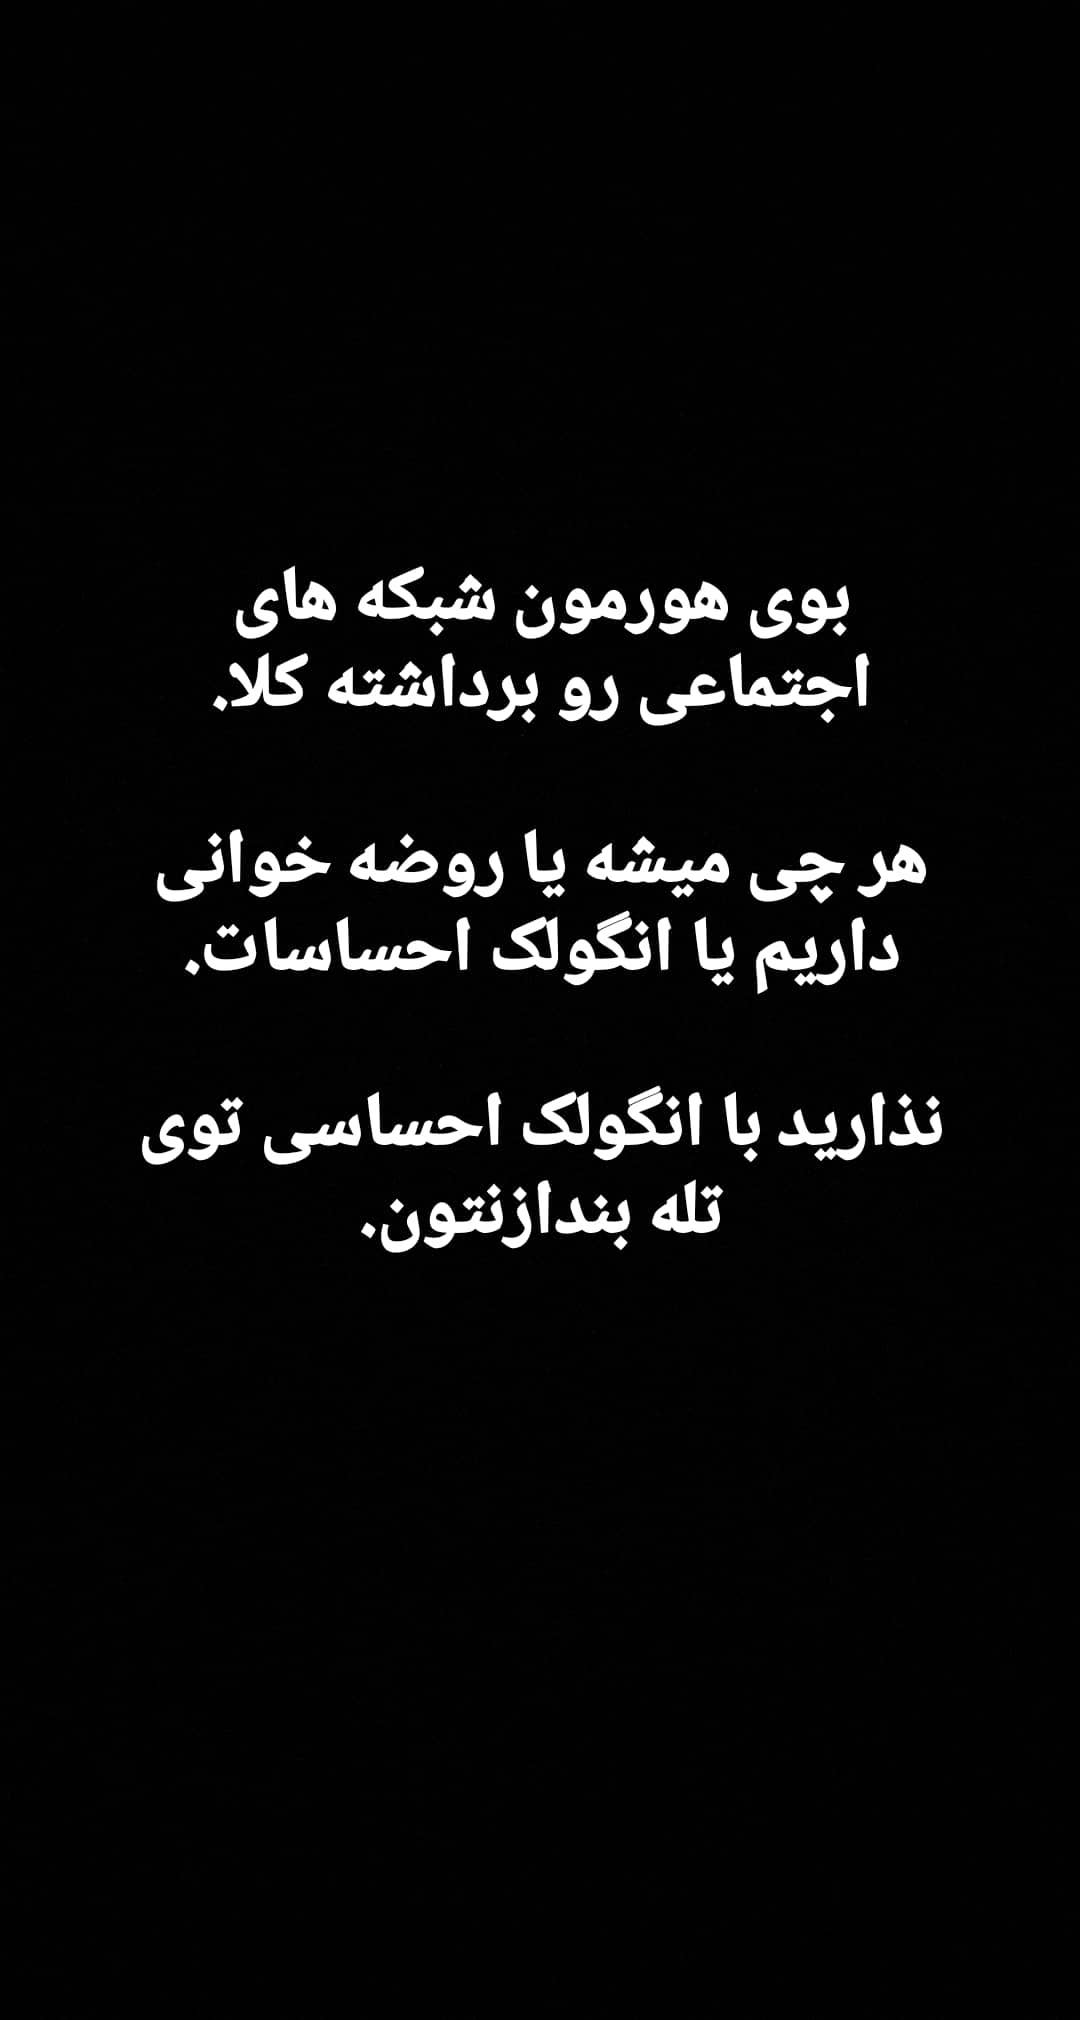 بوی هورمون شبکه های
اجتماعی رو برداشته کلا.
هر چی میشه یا روضه خوانی
داریم یا انگولک احساسات.
نذارید با انگولک احساسی توی
تله بندازنتون.